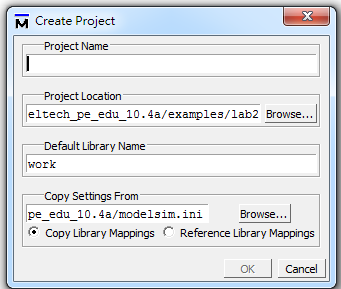 Create Project
Project Name
Project Location
eltech_pe_edu_10.4a/examples/lab2
Browse...
Default Library Name
work
Copy Settings From
pe_edu_10.4a/modelsim.ini
Browse...
Copy Library Mappings
Reference Library Mappings
OK
Cancel